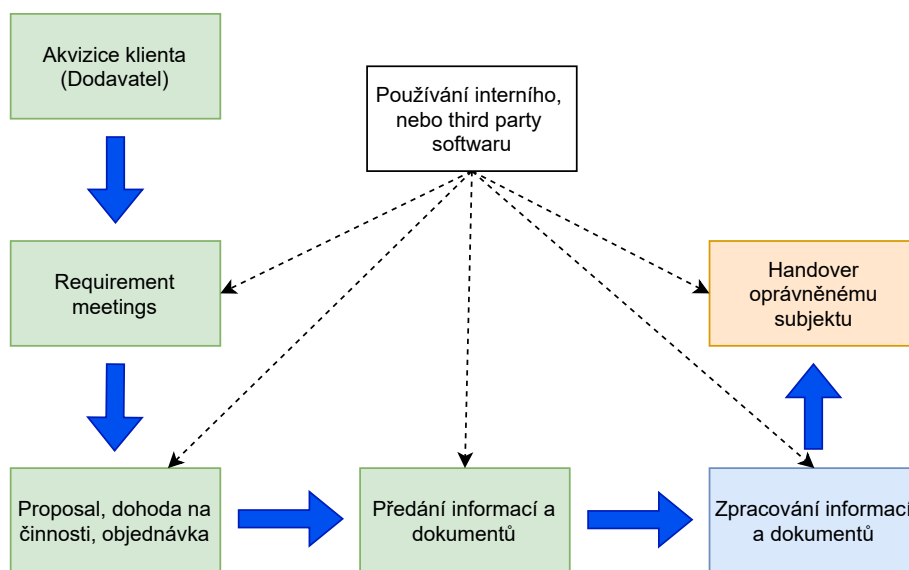 Akvizice klienta
(Dodavatel)
Používání interního,
nebo third party
softwaru
Requirement
meetings
Handover
oprávněnému
subjektu
Proposal, dohoda na
činnosti, objednávka
Předání informací a
dokumentů
Zpracování informací
a dokumentů